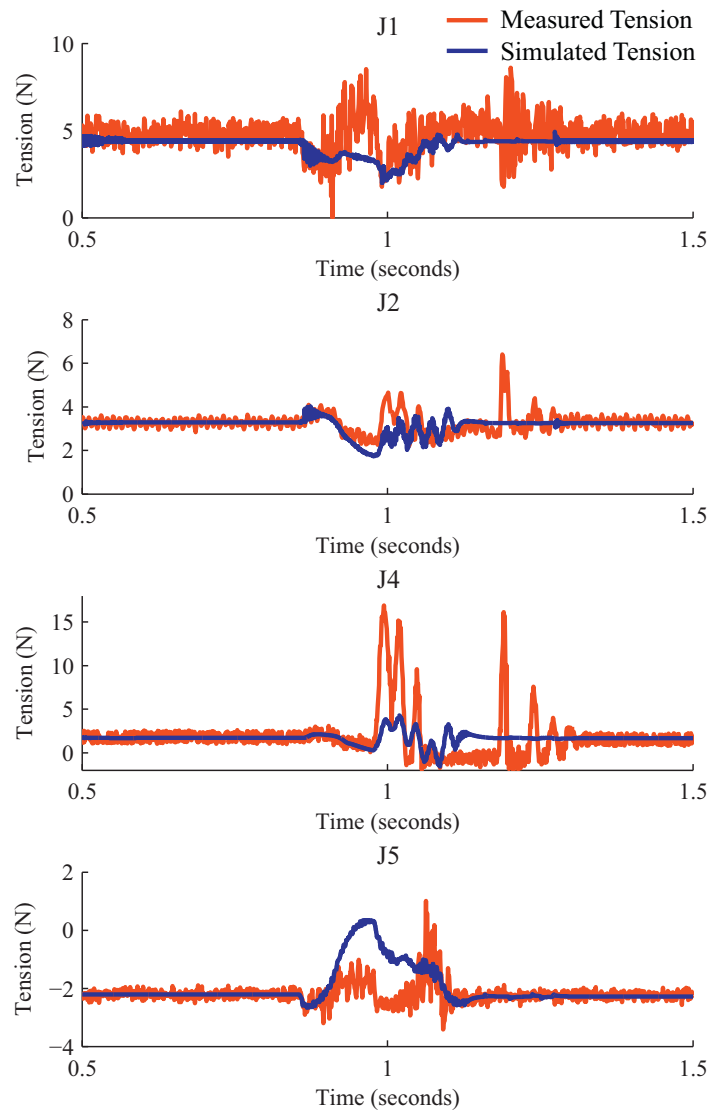 J1
Measured Tension
Simulated Tension
Tension (N)
10
5
0
0.5
1
1.5
Time (seconds)
J2
Tension (N)
8
6
4
2
0
0.5
1
1.5
Time (seconds)
J4
Tension (N)
15
10
5
0
0.5
1
1.5
Time (seconds)
J5
Tension (N)
2
0
−2
−4
0.5
1
1.5
Time (seconds)